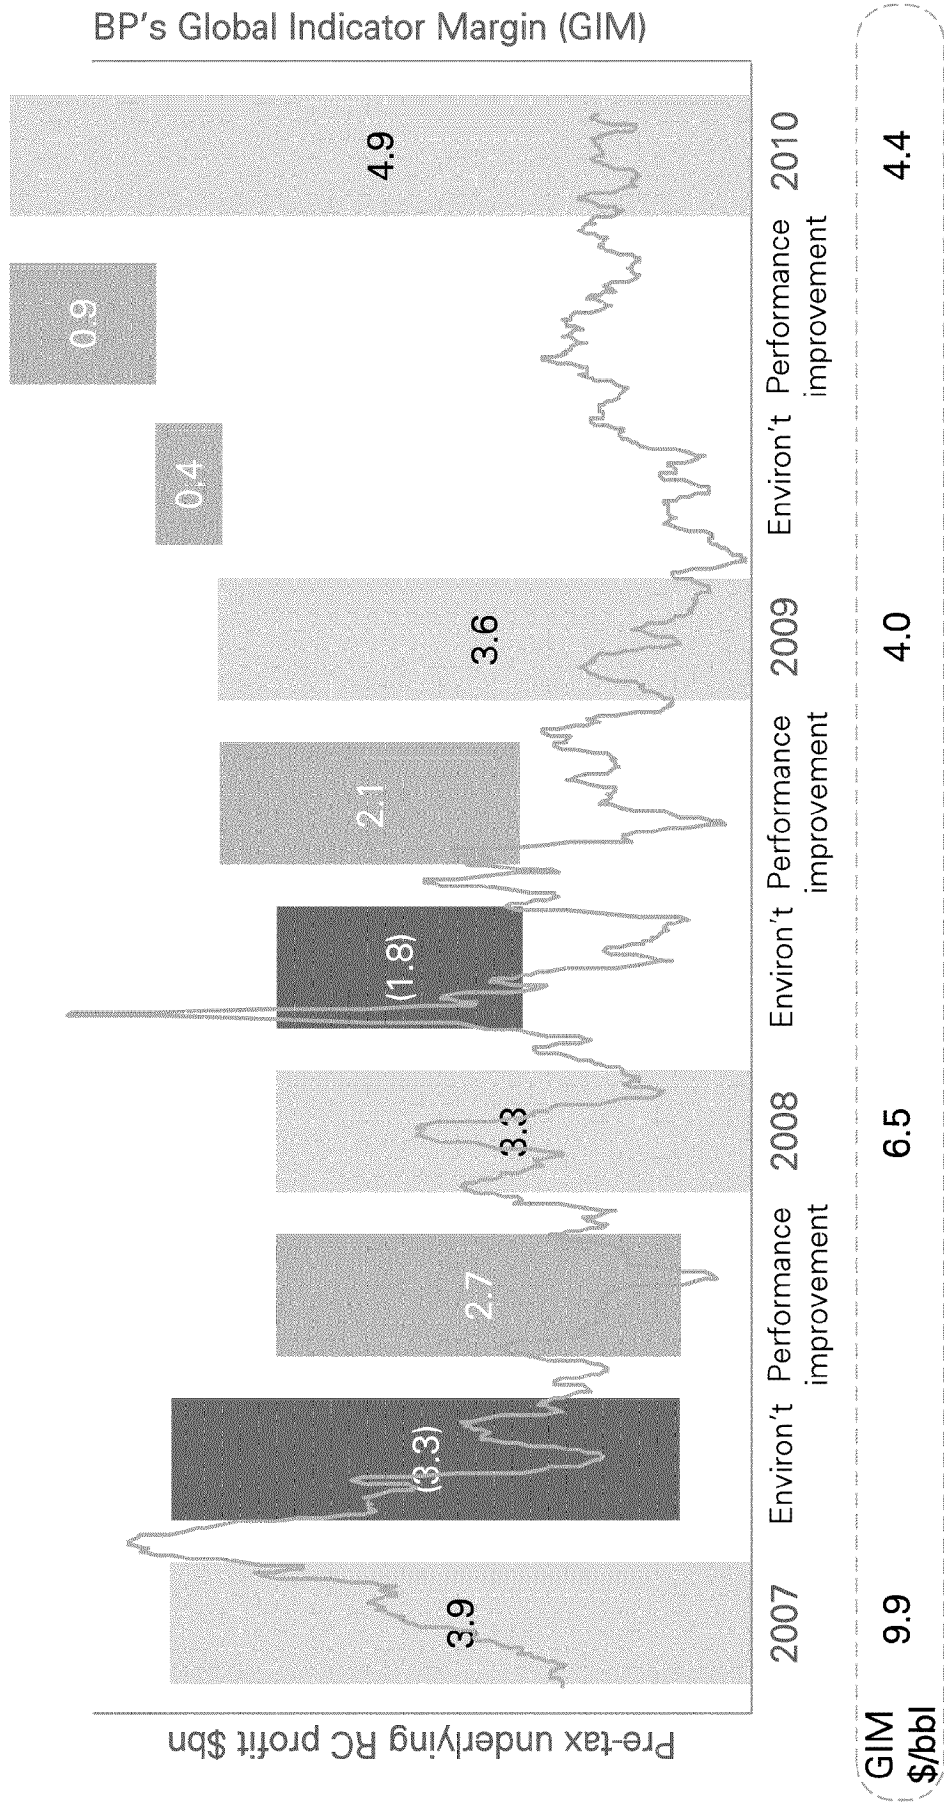 Pre-tax underlying RC profit $bn
BP's Global Indicator Margin (GIM)
3.9
(3.3)
2.7
3.3
(1.8)
2.1
3.6
0.4
0.9
4.9
2007
Environ't
Performance
improvement
2008
Environ't
Performance
improvement
2009
Environ't
Performance
improvement
2010
GIM
$/bbl
9.9
6.5
4.0
4.4